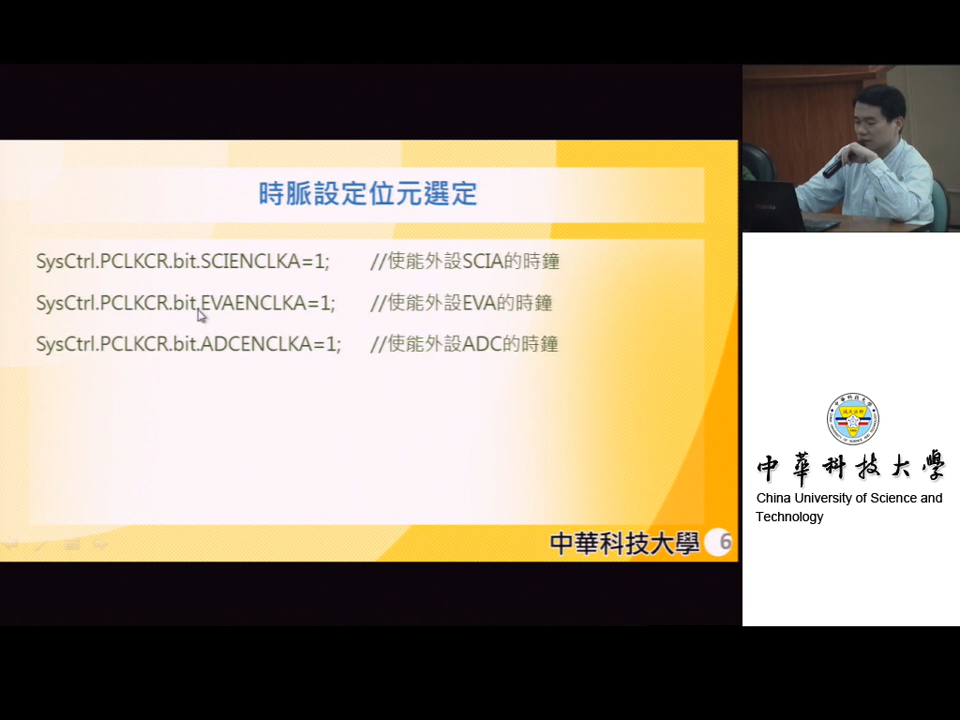 時脈設定位元選定
SysCtrl.PCLKCR.bit.SCIENCLKA=1; //使能外設SCIA的時鐘
SysCtrl.PCLKCR.bit.EVAENCLKA=1; //使能外設EVA的時鐘
SysCtrl.PCLKCR.bit.ADCENCLKA=1; //使能外設ADC的時鐘
中華科技大學 6
中華科技大學
China University of Science and
Technology